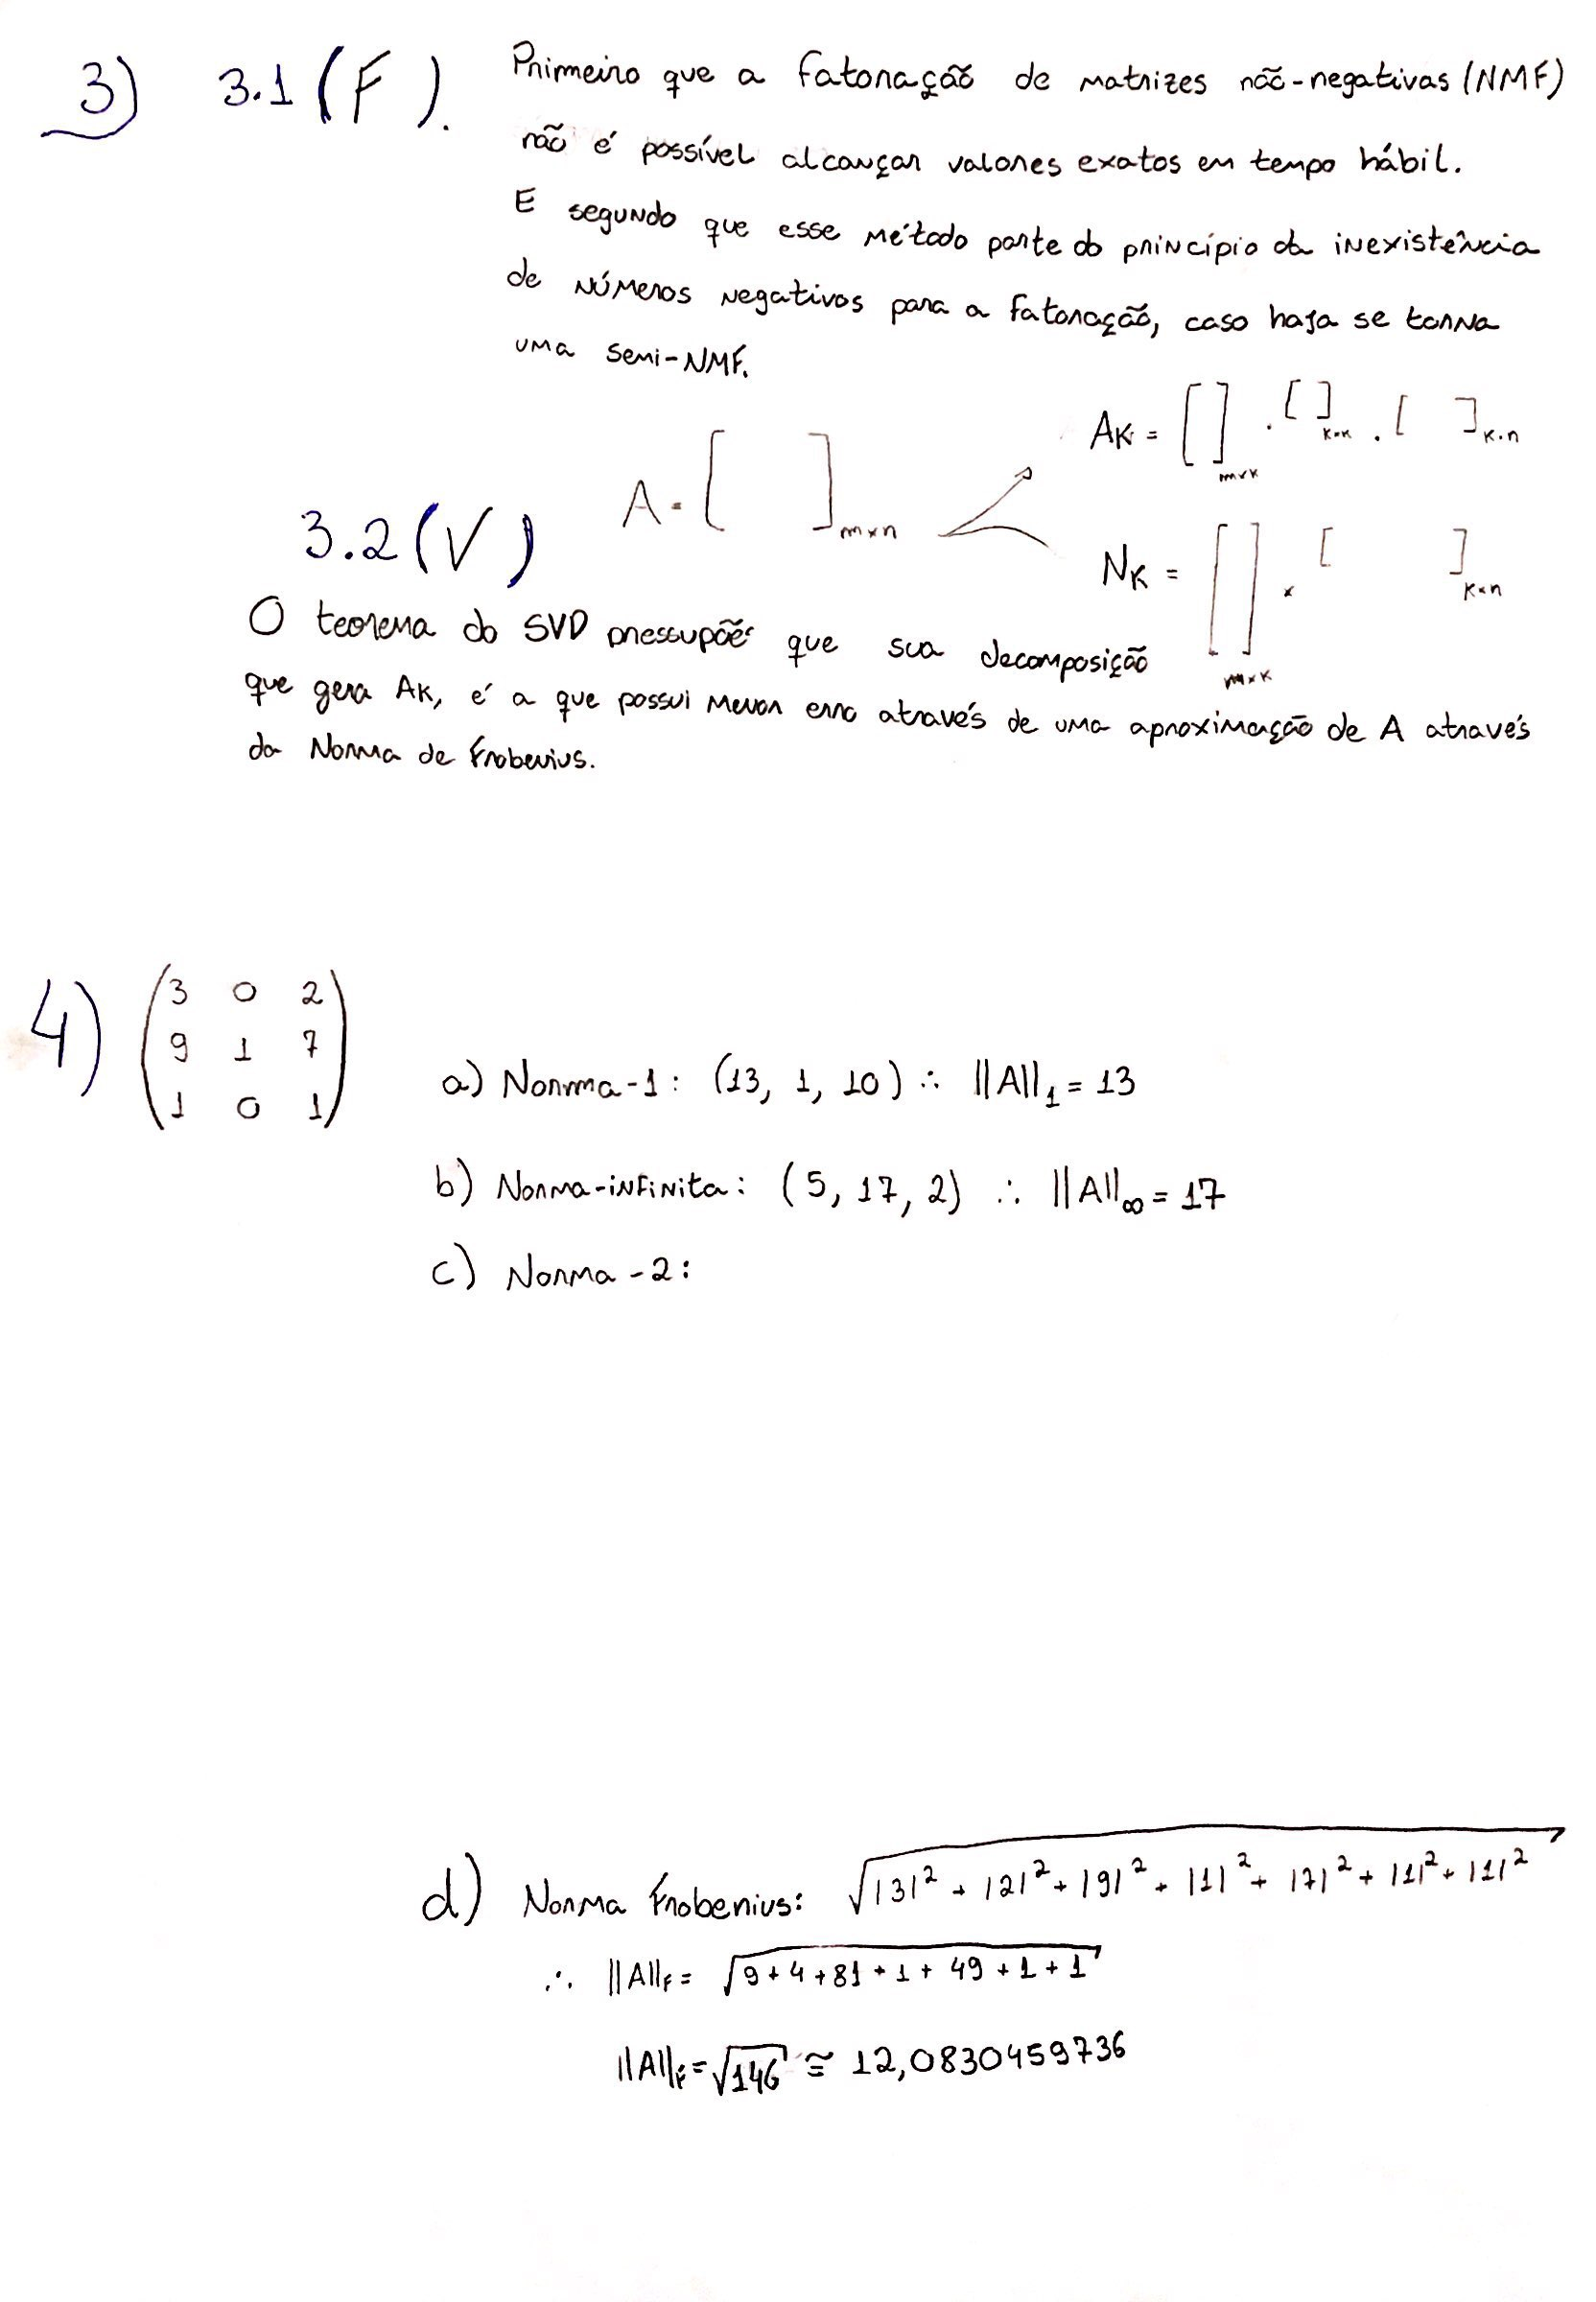 3) 3.1 (F). Primeiro que a fatoração de matrizes não-negativas (NMF)
não é possível alcançar valores exatos em tempo hábil.
E segundo que esse método parte do princípio da inexistência
de números negativos para a fatoração, caso haja se torna
uma semi-NMF.
A = [ ]mxn
AK = [ ]mxK . [ ]KxK . [ ]K.n
NK = [ ]mxK x [ ]Kxn
3.2 (V)
O teorema do SVD pressupõe que sua decomposição
que gera AK, é a que possui menor erro através de uma aproximação de A através
da Norma de Frobenius.
4) (3 0 2
9 1 7
1 0 1)
a) Norma-1: (13, 1, 10) ∴ ||A||₁ = 13
b) Norma-infinita: (5, 17, 2) ∴ ||A||∞ = 17
c) Norma-2:
d) Norma Frobenius: √|3|² + |2|² + |9|² + |1|² + |7|² + |1|² + |1|²
∴ ||A||F = √9 + 4 + 81 + 1 + 49 + 1 + 1
||A||F = √146 ≅ 12,0830459736